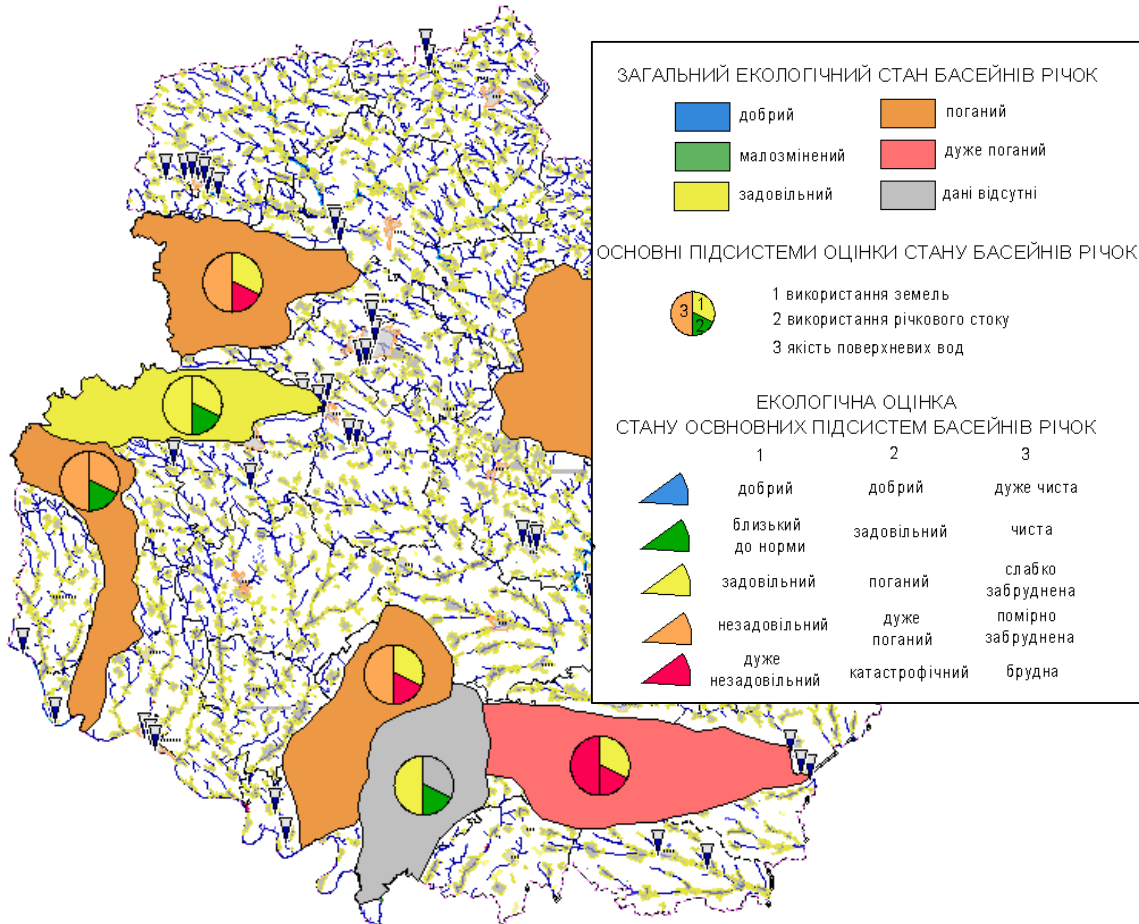 ЗАГАЛЬНИЙ ЕКОЛОГІЧНИЙ СТАН БАСЕЙНІВ РІЧОК
добрий
поганий
малозмінений
дуже поганий
задовільний
дані відсутні
ОСНОВНІ ПІДСИСТЕМИ ОЦІНКИ СТАНУ БАСЕЙНІВ РІЧОК
3 1 2
1 використання земель
2 використання річкового стоку
3 якість поверхневих вод
ЕКОЛОГІЧНА ОЦІНКА
СТАНУ ОСВНОВНИХ ПІДСИСТЕМ БАСЕЙНІВ РІЧОК
1 2 3
добрий добрий дуже чиста
близький
до норми задовільний чиста
задовільний поганий слабко
забруднена
незадовільний дуже
поганий помірно
забруднена
дуже
незадовільний катастрофічний брудна